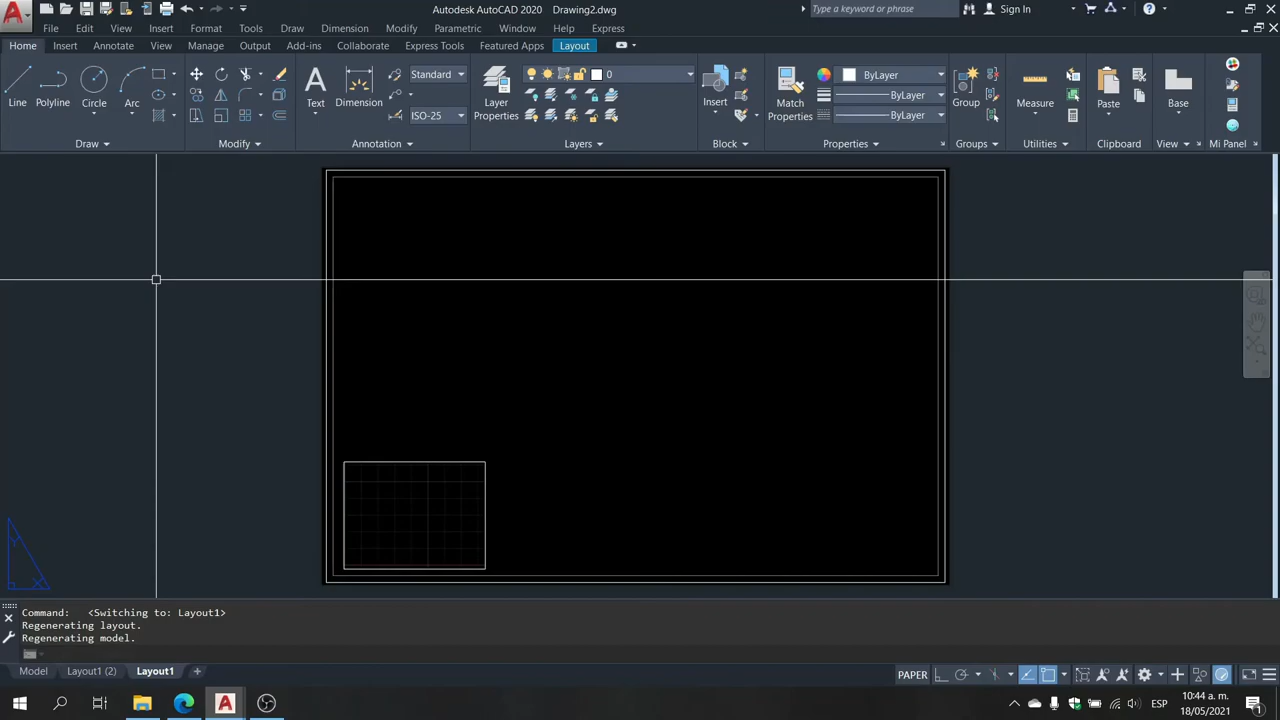 Autodesk AutoCAD 2020 Drawing2.dwg
Type a keyword or phrase
Sign In
File Edit View Insert Format Tools Draw Dimension Modify Parametric Window Help Express
Home Insert Annotate View Manage Output Add-ins Collaborate Express Tools Featured Apps Layout
Standard
0
ByLayer
Line Polyline Circle Arc
Text Dimension
Layer Properties
Insert
Match Properties
ByLayer
Group
Measure
Paste
Base
ISO-25
ByLayer
Draw Modify Annotation Layers Block Properties Groups Utilities Clipboard View Mi Panel
Command: <Switching to: Layout1>
Regenerating layout.
Regenerating model.
Model Layout1 (2) Layout1 +
PAPER
ESP
10:44 a. m.
18/05/2021
1